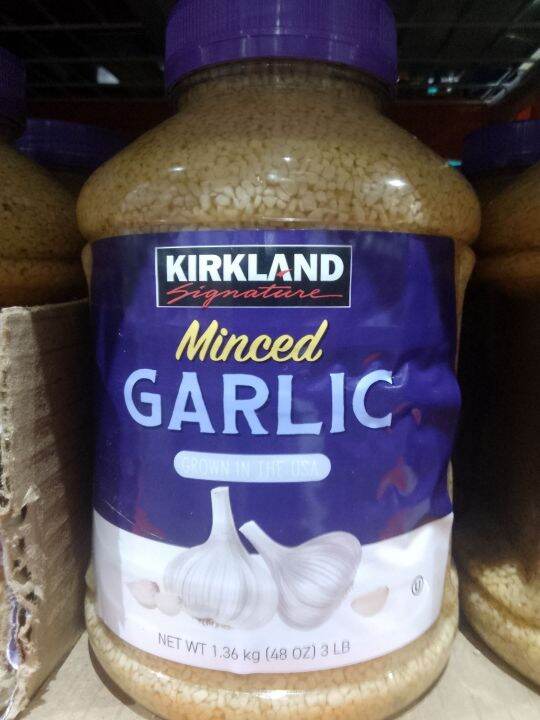 KIRKLAND
Signature
Minced
GARLIC
GROWN IN THE USA
NET WT 1.36 kg (48 OZ) 3 LB